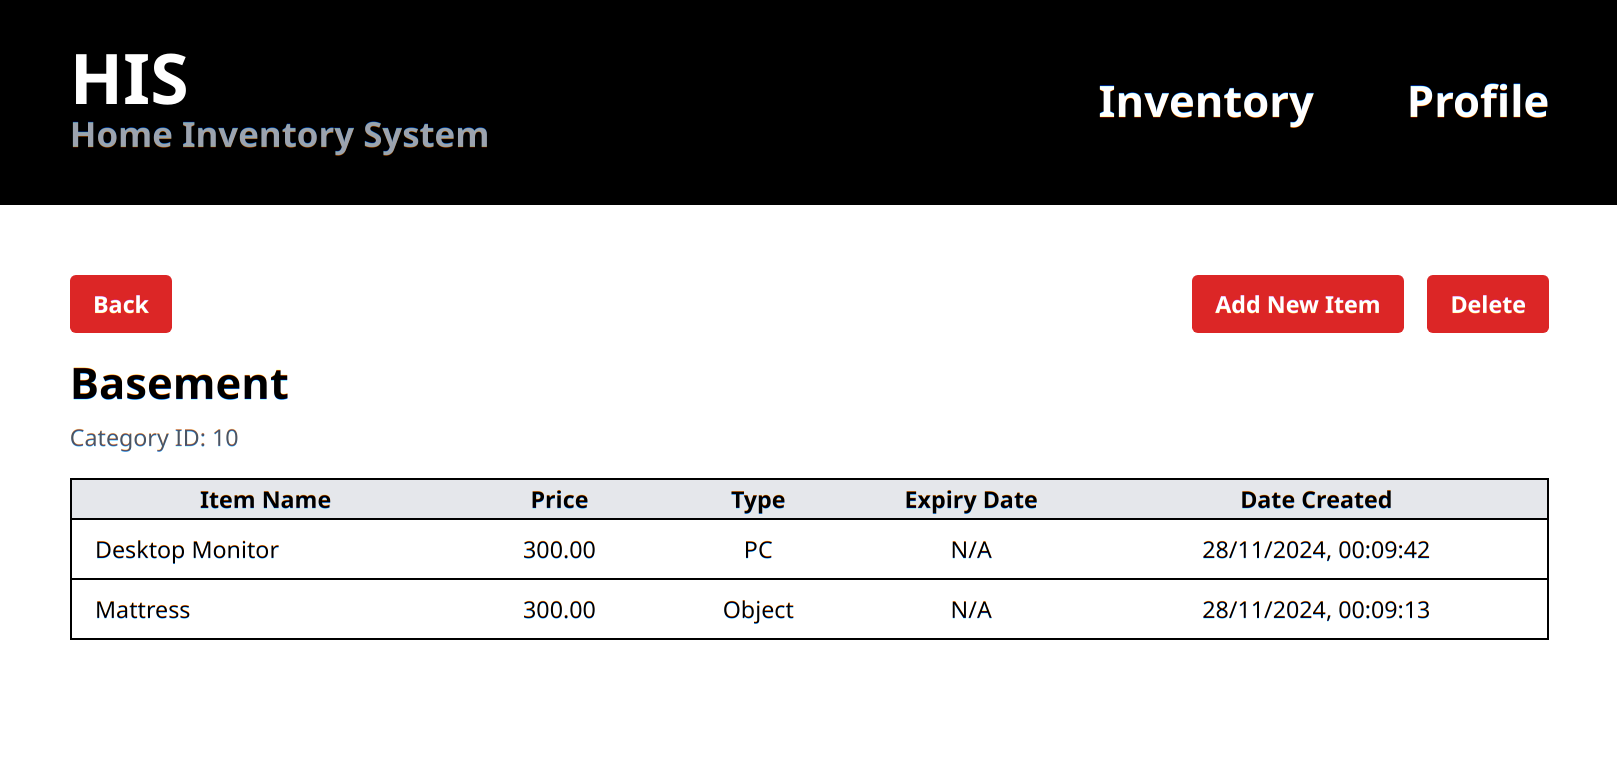 HIS
Home Inventory System
Inventory Profile
Back Add New Item Delete
Basement
Category ID: 10
Item Name Price Type Expiry Date Date Created
Desktop Monitor 300.00 PC N/A 28/11/2024, 00:09:42
Mattress 300.00 Object N/A 28/11/2024, 00:09:13